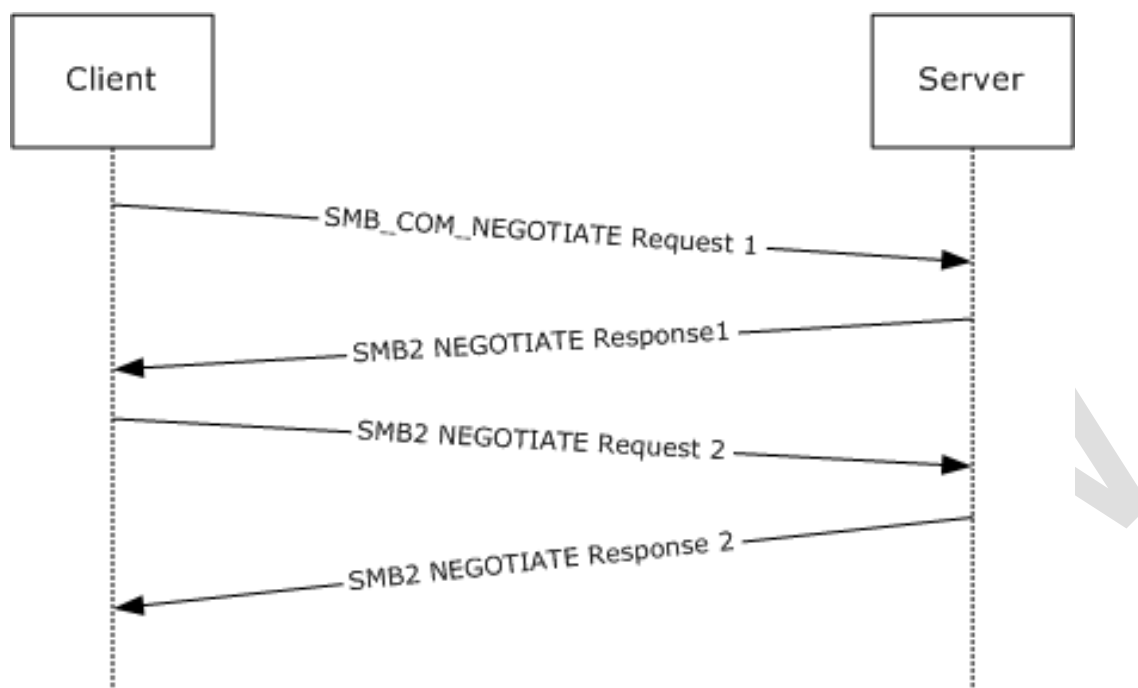 Client
Server
SMB_COM_NEGOTIATE Request 1
SMB2 NEGOTIATE Response1
SMB2 NEGOTIATE Request 2
SMB2 NEGOTIATE Response 2